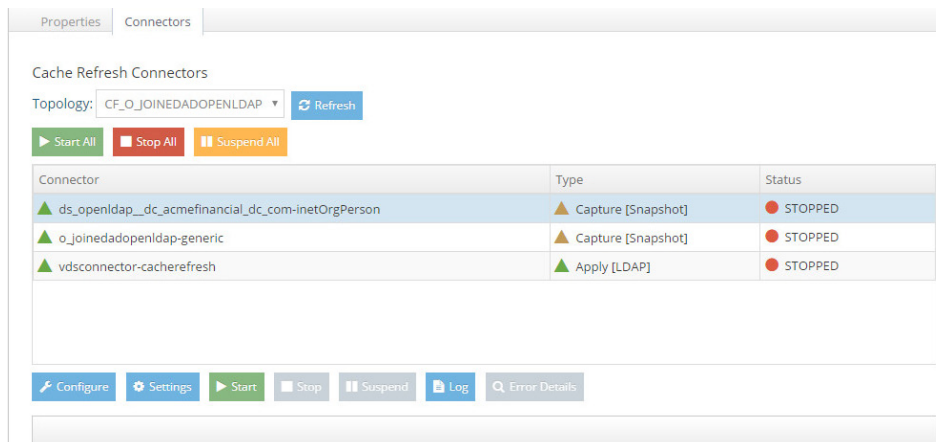 Properties Connectors
Cache Refresh Connectors
Topology: CF_O_JOINEDADOPENLDAP Refresh
Start All Stop All Suspend All
Connector Type Status
ds_openldap__dc_acmefinancial_dc_com-inetOrgPerson Capture [Snapshot] STOPPED
o_joinedadopenldap-generic Capture [Snapshot] STOPPED
vdsconnector-cacherefresh Apply [LDAP] STOPPED
Configure Settings Start Stop Suspend Log Error Details